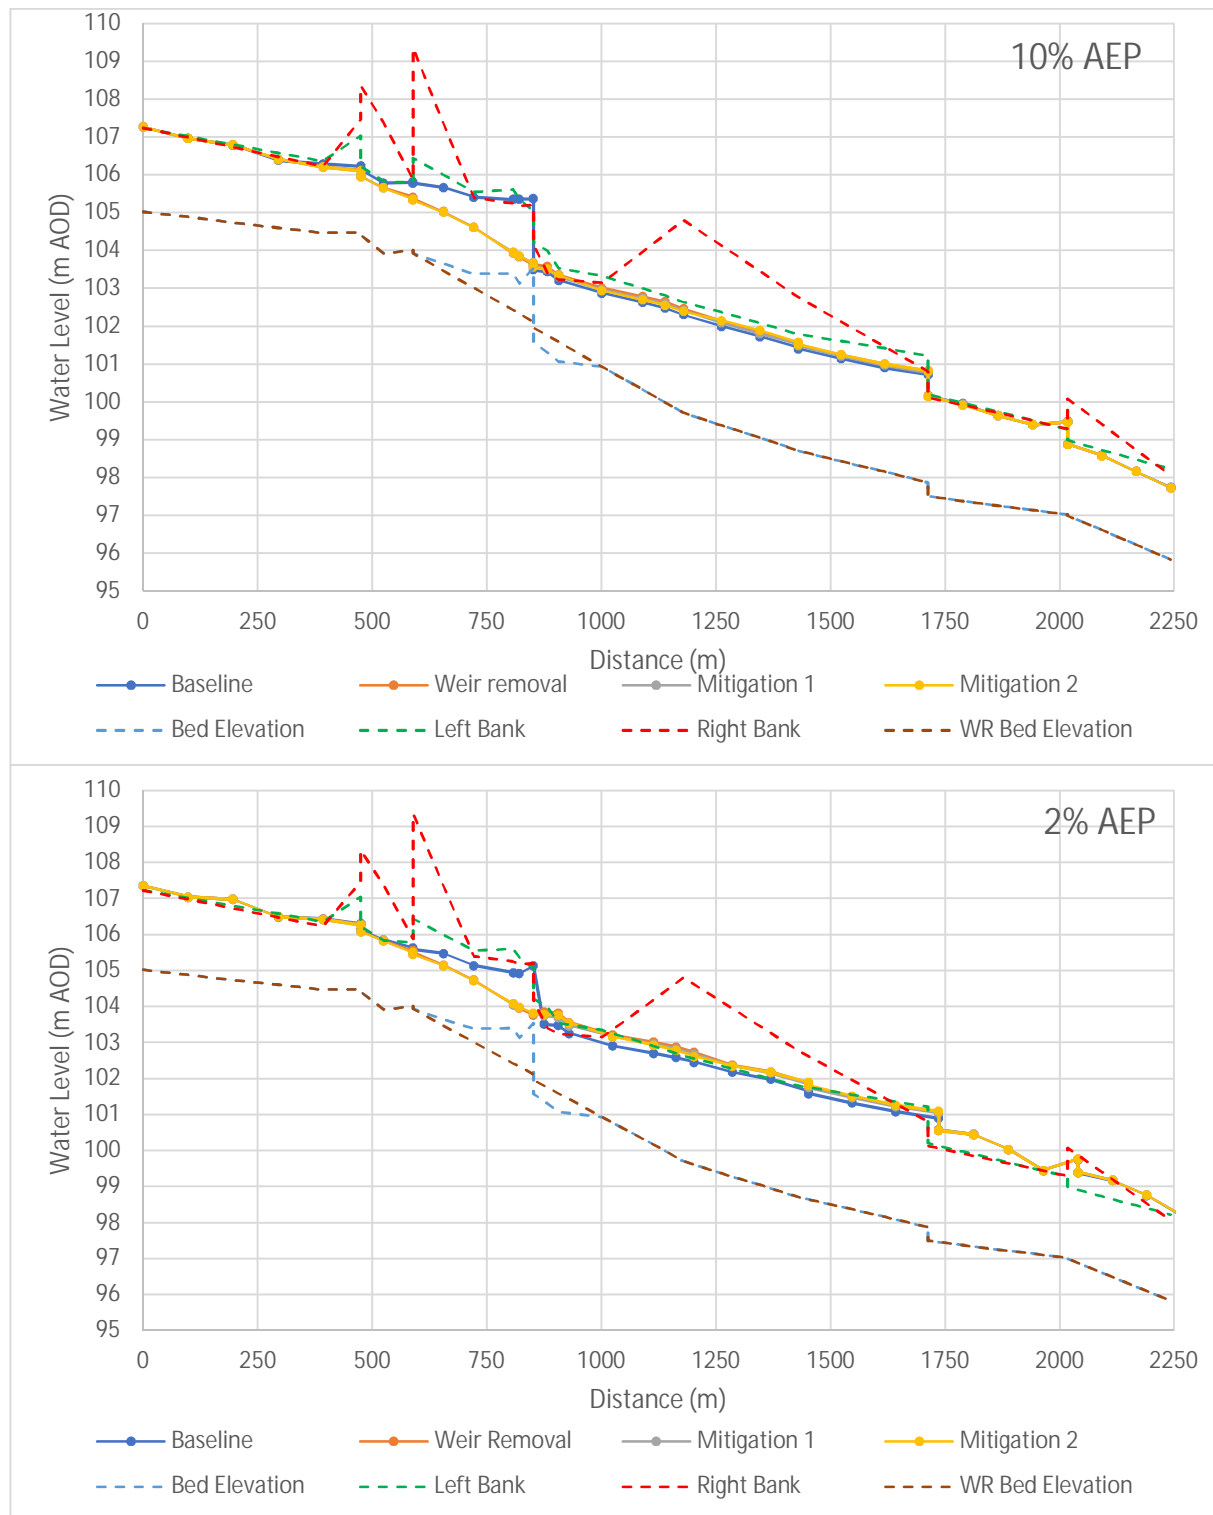 10% AEP
110
109
108
107
106
105
104
103
102
101
100
99
98
97
96
95
Water Level (m AOD)
0 250 500 750 1000 1250 1500 1750 2000 2250
Distance (m)
Baseline Weir removal Mitigation 1 Mitigation 2
Bed Elevation Left Bank Right Bank WR Bed Elevation
2% AEP
110
109
108
107
106
105
104
103
102
101
100
99
98
97
96
95
Water Level (m AOD)
0 250 500 750 1000 1250 1500 1750 2000 2250
Distance (m)
Baseline Weir Removal Mitigation 1 Mitigation 2
Bed Elevation Left Bank Right Bank WR Bed Elevation